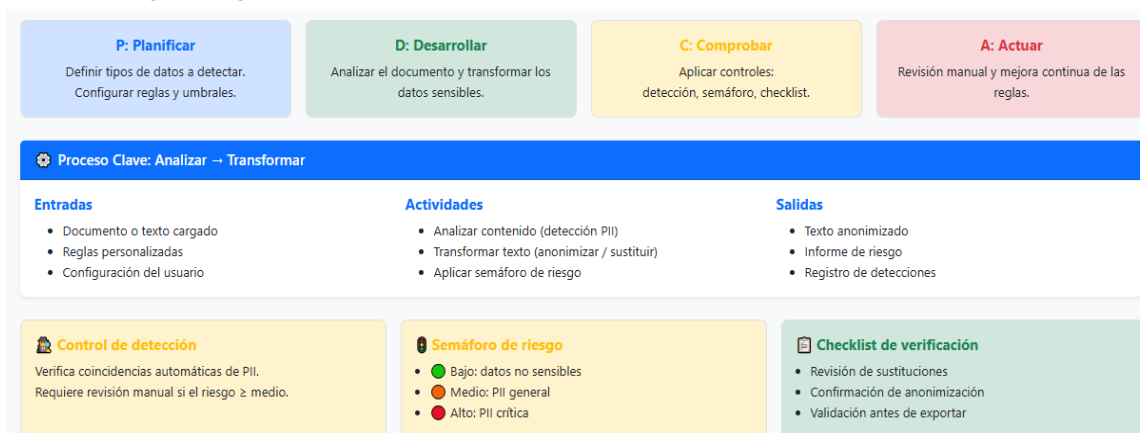 P: Planificar
Definir tipos de datos a detectar.
Configurar reglas y umbrales.
D: Desarrollar
Analizar el documento y transformar los
datos sensibles.
C: Comprobar
Aplicar controles:
detección, semáforo, checklist.
A: Actuar
Revisión manual y mejora continua de las
reglas.
Proceso Clave: Analizar → Transformar
Entradas
• Documento o texto cargado
• Reglas personalizadas
• Configuración del usuario
Actividades
• Analizar contenido (detección PII)
• Transformar texto (anonimizar / sustituir)
• Aplicar semáforo de riesgo
Salidas
• Texto anonimizado
• Informe de riesgo
• Registro de detecciones
Control de detección
Verifica coincidencias automáticas de PII.
Requiere revisión manual si el riesgo ≥ medio.
Semáforo de riesgo
• Bajo: datos no sensibles
• Medio: PII general
• Alto: PII crítica
Checklist de verificación
• Revisión de sustituciones
• Confirmación de anonimización
• Validación antes de exportar